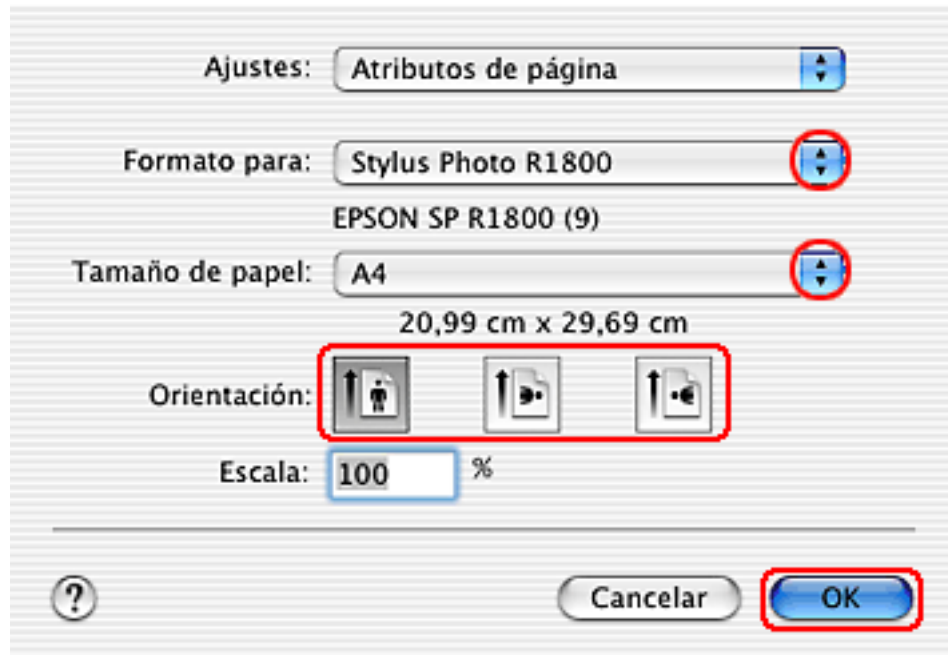 Ajustes: Atributos de página
Formato para: Stylus Photo R1800
EPSON SP R1800 (9)
Tamaño de papel: A4
20,99 cm x 29,69 cm
Orientación:
Escala: 100 %
? Cancelar OK